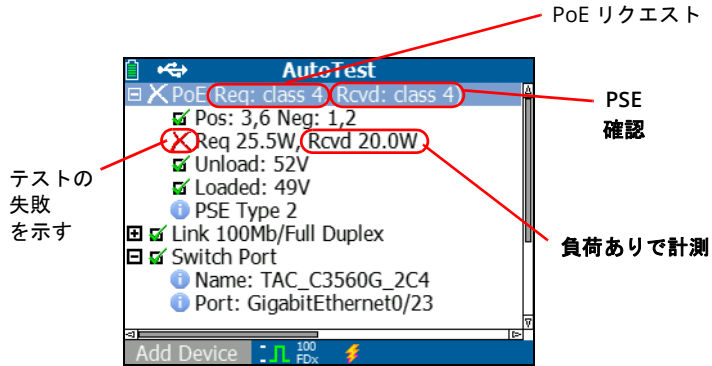 PoE リクエスト
AutoTest
PoE Req: class 4 Rcvd: class 4
PSE
確認
Pos: 3,6 Neg: 1,2
Req 25.5W, Rcvd 20.0W
Unload: 52V
Loaded: 49V
PSE Type 2
テストの
失敗
を示す
Link 100Mb/Full Duplex
Switch Port
負荷ありで計測
Name: TAC_C3560G_2C4
Port: GigabitEthernet0/23
Add Device
100
FDx